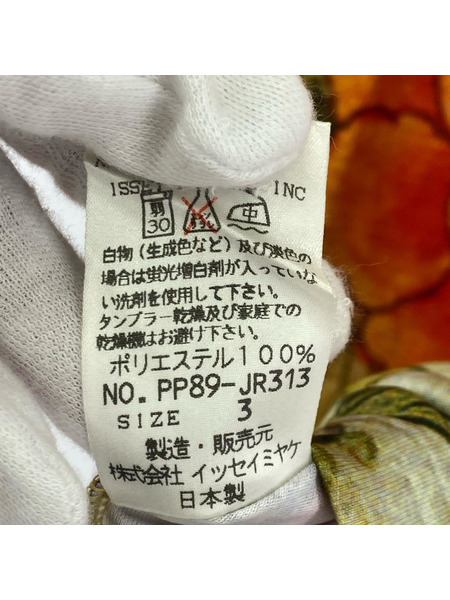 INC
弱
30
中
白物(生成色など)及び淡色の
場合は蛍光増白剤が入っていな
い洗剤を使用して下さい。
タンブラー乾燥及び家庭での
乾燥機はお避け下さい。
ポリエステル100%
NO. PP89-JR313
SIZE 3
製造・販売元
株式会社 イッセイミヤケ
日本製